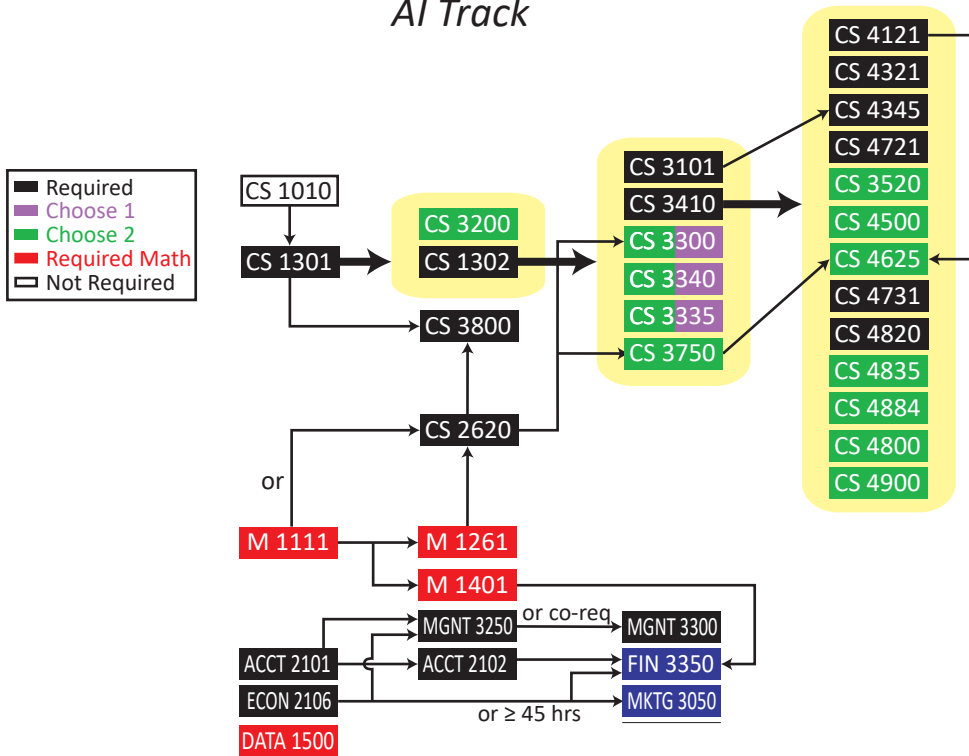 AI Track
Required
Choose 1
Choose 2
Required Math
Not Required
CS 1010
CS 1301
CS 3200
CS 1302
CS 3800
CS 2620
or
M 1111
M 1261
M 1401
MGNT 3250
or co-req
MGNT 3300
ACCT 2101
ACCT 2102
FIN 3350
ECON 2106
or ≥ 45 hrs
MKTG 3050
DATA 1500
CS 3101
CS 3410
CS 3300
CS 3340
CS 3335
CS 3750
CS 4121
CS 4321
CS 4345
CS 4721
CS 3520
CS 4500
CS 4625
CS 4731
CS 4820
CS 4835
CS 4884
CS 4800
CS 4900